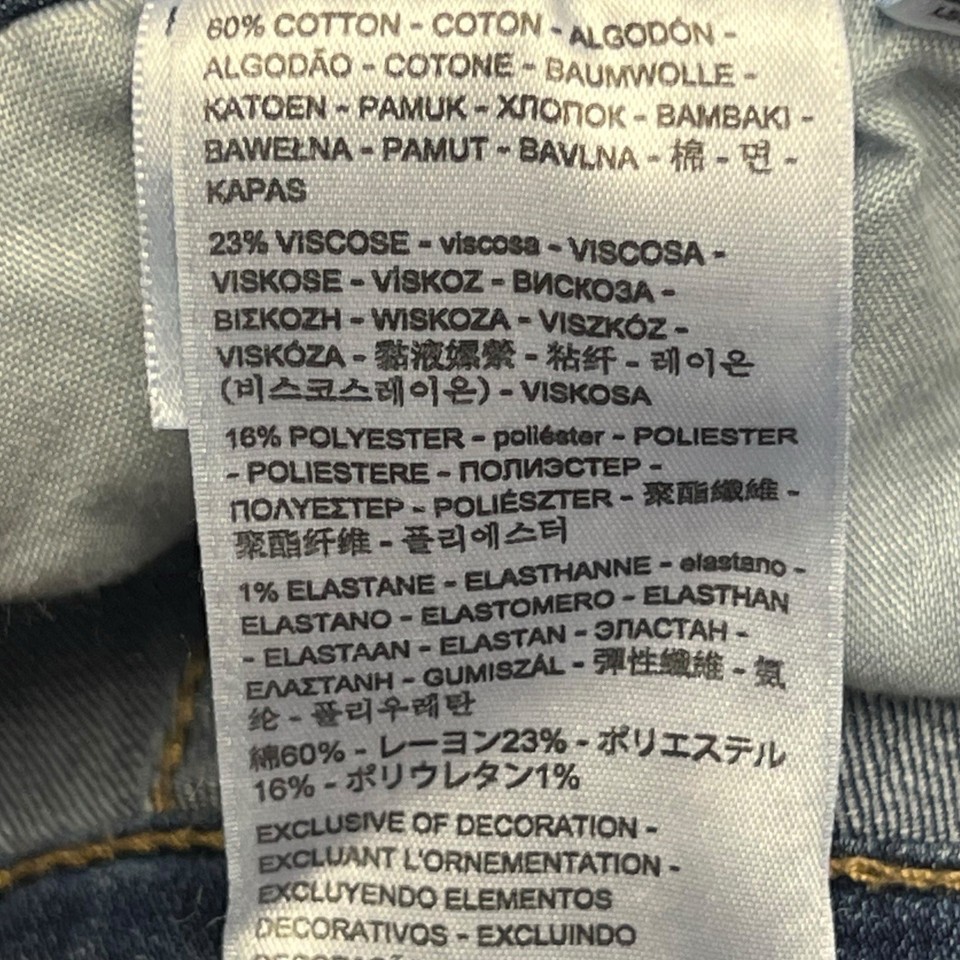 60% COTTON - COTON - ALGODÓN -
ALGODÃO - COTONE - BAUMWOLLE -
KATOEN - PAMUK - ХЛОПОК - BAMBAKI -
BAWEŁNA - PAMUT - BAVLNA - 棉 - 면 -
KAPAS
23% VISCOSE - viscosa - VISCOSA -
VISKOSE - VİSKOZ - ВИСКОЗА -
ΒΙΣΚΟΖΗ - WISKOZA - VISZKÓZ -
VISKÓZA - 黏液嫘縈 - 粘纤 - 레이온
(비스코스레이온) - VISKOSA
16% POLYESTER - poliéster - POLIESTER
- POLIESTERE - ПОЛИЭСТЕР -
ΠΟΛΥΕΣΤΕΡ - POLIÉSZTER - 聚酯纖維 -
聚酯纤维 - 폴리에스터
1% ELASTANE - ELASTHANNE - elastano -
ELASTANO - ELASTOMERO - ELASTHAN
- ELASTAAN - ELASTAN - ЭЛАСТАН -
ΕΛΑΣΤΑΝΗ - GUMISZÁL - 彈性纖維 - 氨
纶 - 폴리우레탄
綿60% - レーヨン23% - ポリエステル
16% - ポリウレタン1%
EXCLUSIVE OF DECORATION -
EXCLUANT L'ORNEMENTATION -
EXCLUYENDO ELEMENTOS
DECORATIVOS - EXCLUINDO